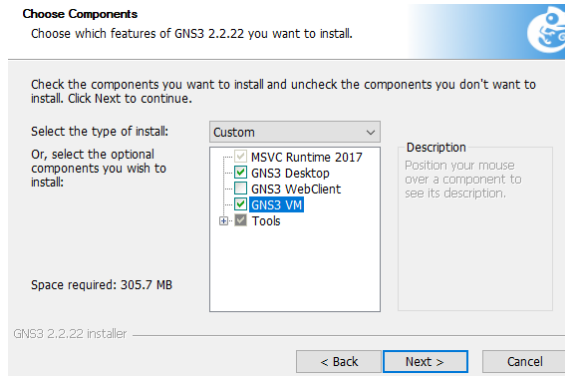 Choose Components
Choose which features of GNS3 2.2.22 you want to install.
Check the components you want to install and uncheck the components you don't want to
install. Click Next to continue.
Select the type of install:
Custom
Or, select the optional
components you wish to
install:
MSVC Runtime 2017
GNS3 Desktop
GNS3 WebClient
GNS3 VM
Tools
Description
Position your mouse
over a component to
see its description.
Space required: 305.7 MB
GNS3 2.2.22 installer
< Back
Next >
Cancel